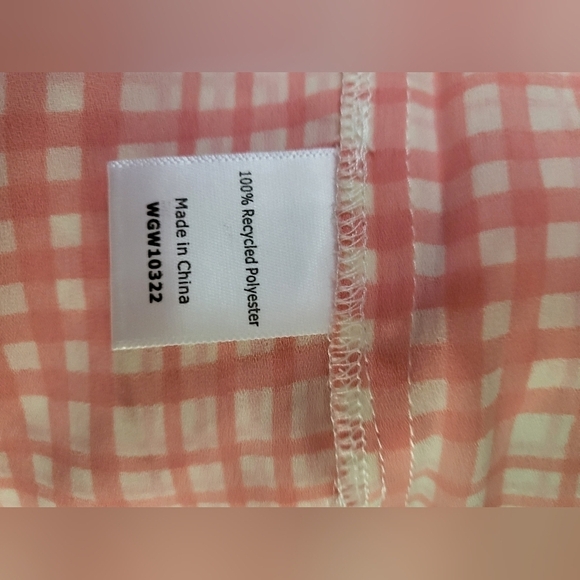 100% Recycled Polyester
Made in China
WGW10322